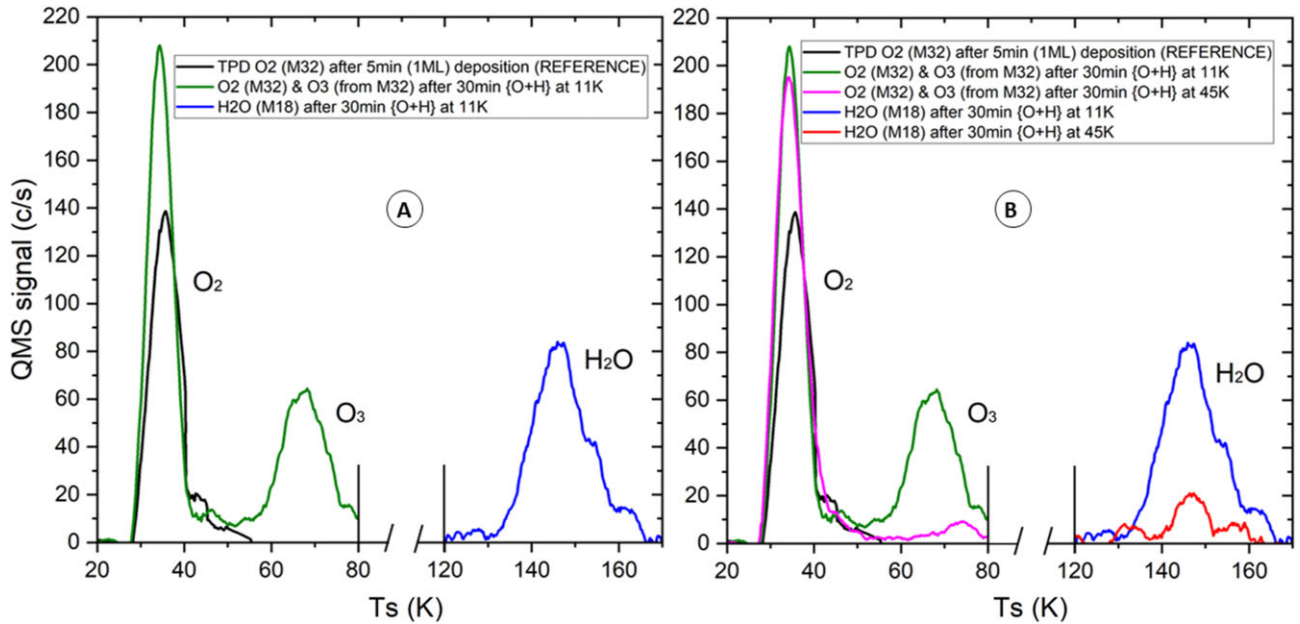 220
200
180
160
140
120
100
80
60
40
20
0
QMS signal (c/s)
TPD O2 (M32) after 5min (1ML) deposition (REFERENCE)
O2 (M32) & O3 (from M32) after 30min {O+H} at 11K
H2O (M18) after 30min {O+H} at 11K
A
O2
O3
H2O
20 40 60 80 120 140 160
Ts (K)
220
200
180
160
140
120
100
80
60
40
20
0
TPD O2 (M32) after 5min (1ML) deposition (REFERENCE)
O2 (M32) & O3 (from M32) after 30min {O+H} at 11K
O2 (M32) & O3 (from M32) after 30min {O+H} at 45K
H2O (M18) after 30min {O+H} at 11K
H2O (M18) after 30min {O+H} at 45K
B
O2
H2O
O3
20 40 60 80 120 140 160
Ts (K)